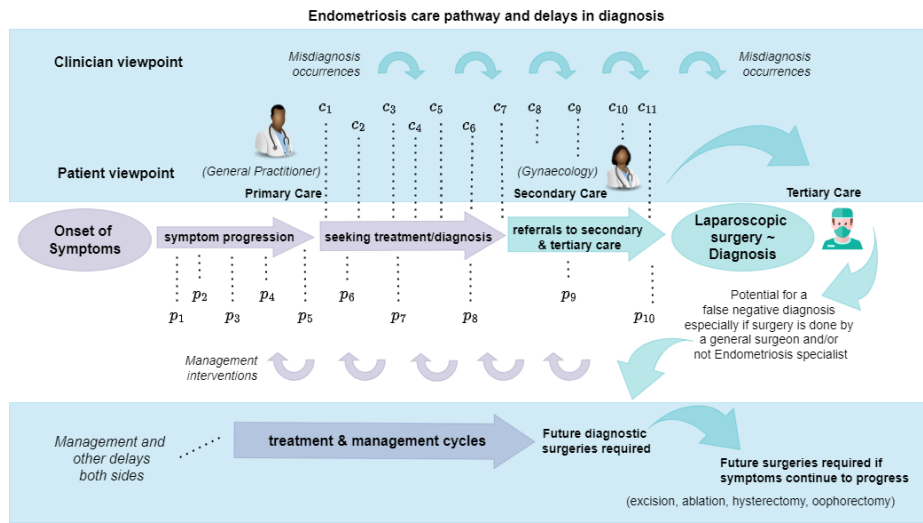 Endometriosis care pathway and delays in diagnosis
Clinician viewpoint
Misdiagnosis
occurrences
Misdiagnosis
occurrences
c1
c2
c3
c4
c5
c6
c7
c8
c9
c10
c11
Patient viewpoint
(General Practitioner)
Primary Care
(Gynaecology)
Secondary Care
Tertiary Care
Onset of
Symptoms
symptom progression
seeking treatment/diagnosis
referrals to secondary
& tertiary care
Laparoscopic
surgery ~
Diagnosis
p1
p2
p3
p4
p5
p6
p7
p8
p9
p10
Potential for a
false negative diagnosis
especially if surgery is done by
a general surgeon and/or
not Endometriosis specialist
Management
interventions
Management and
other delays
both sides
treatment & management cycles
Future diagnostic
surgeries required
Future surgeries required if
symptoms continue to progress
(excision, ablation, hysterectomy, oophorectomy)